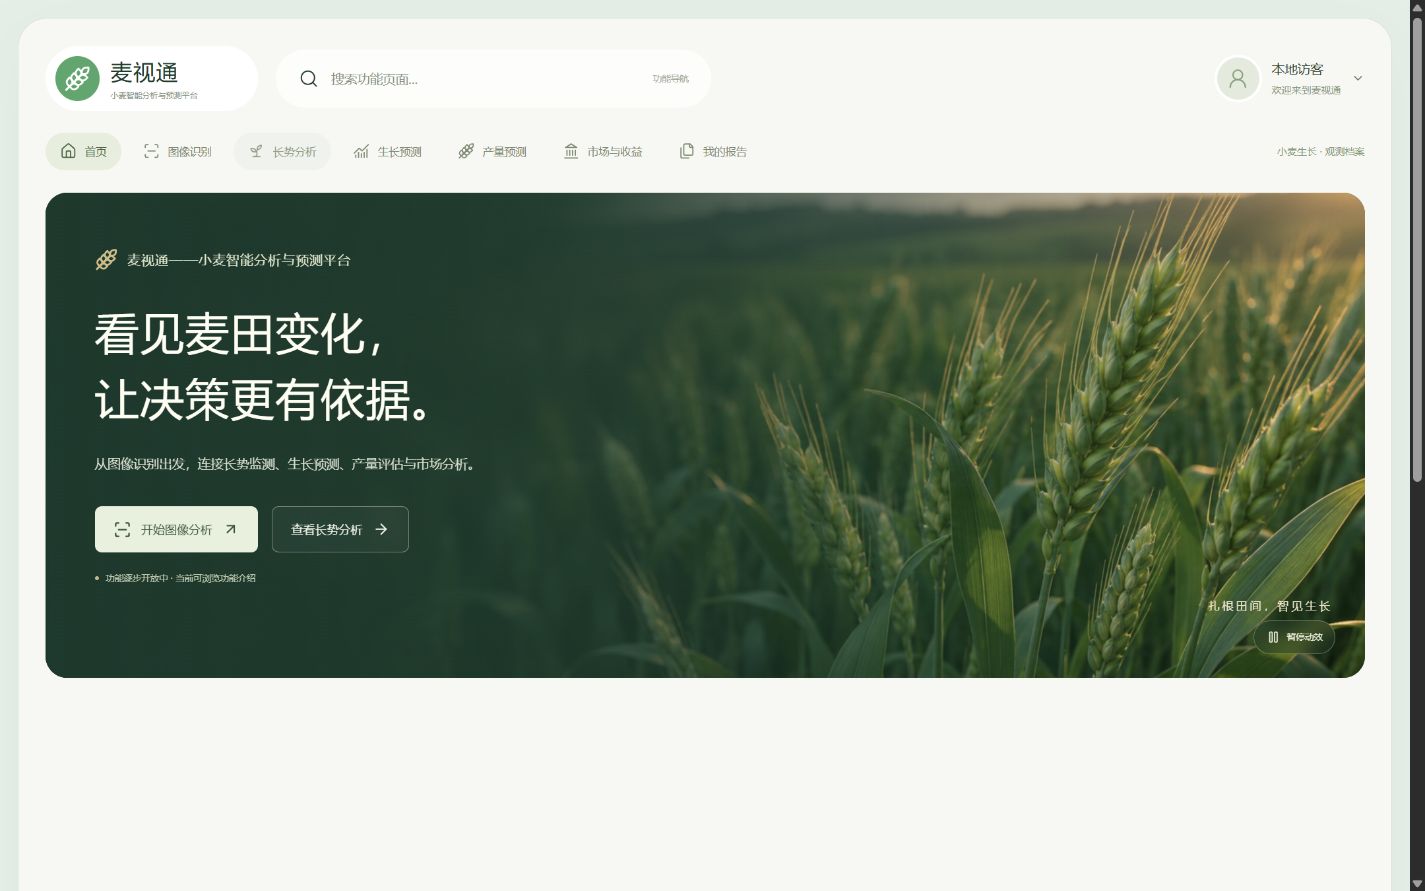 麦视通
小麦智能分析与预测平台
搜索功能页面...
功能导航
本地访客
欢迎来到麦视通
首页
图像识别
长势分析
生长预测
产量预测
市场与收益
我的报告
小麦生长 · 观测档案
麦视通——小麦智能分析与预测平台
看见麦田变化，
让决策更有依据。
从图像识别出发，连接长势监测、生长预测、产量评估与市场分析。
开始图像分析
查看长势分析
功能逐步开放中 · 当前可浏览功能介绍
扎根田间，智见生长
暂停动效